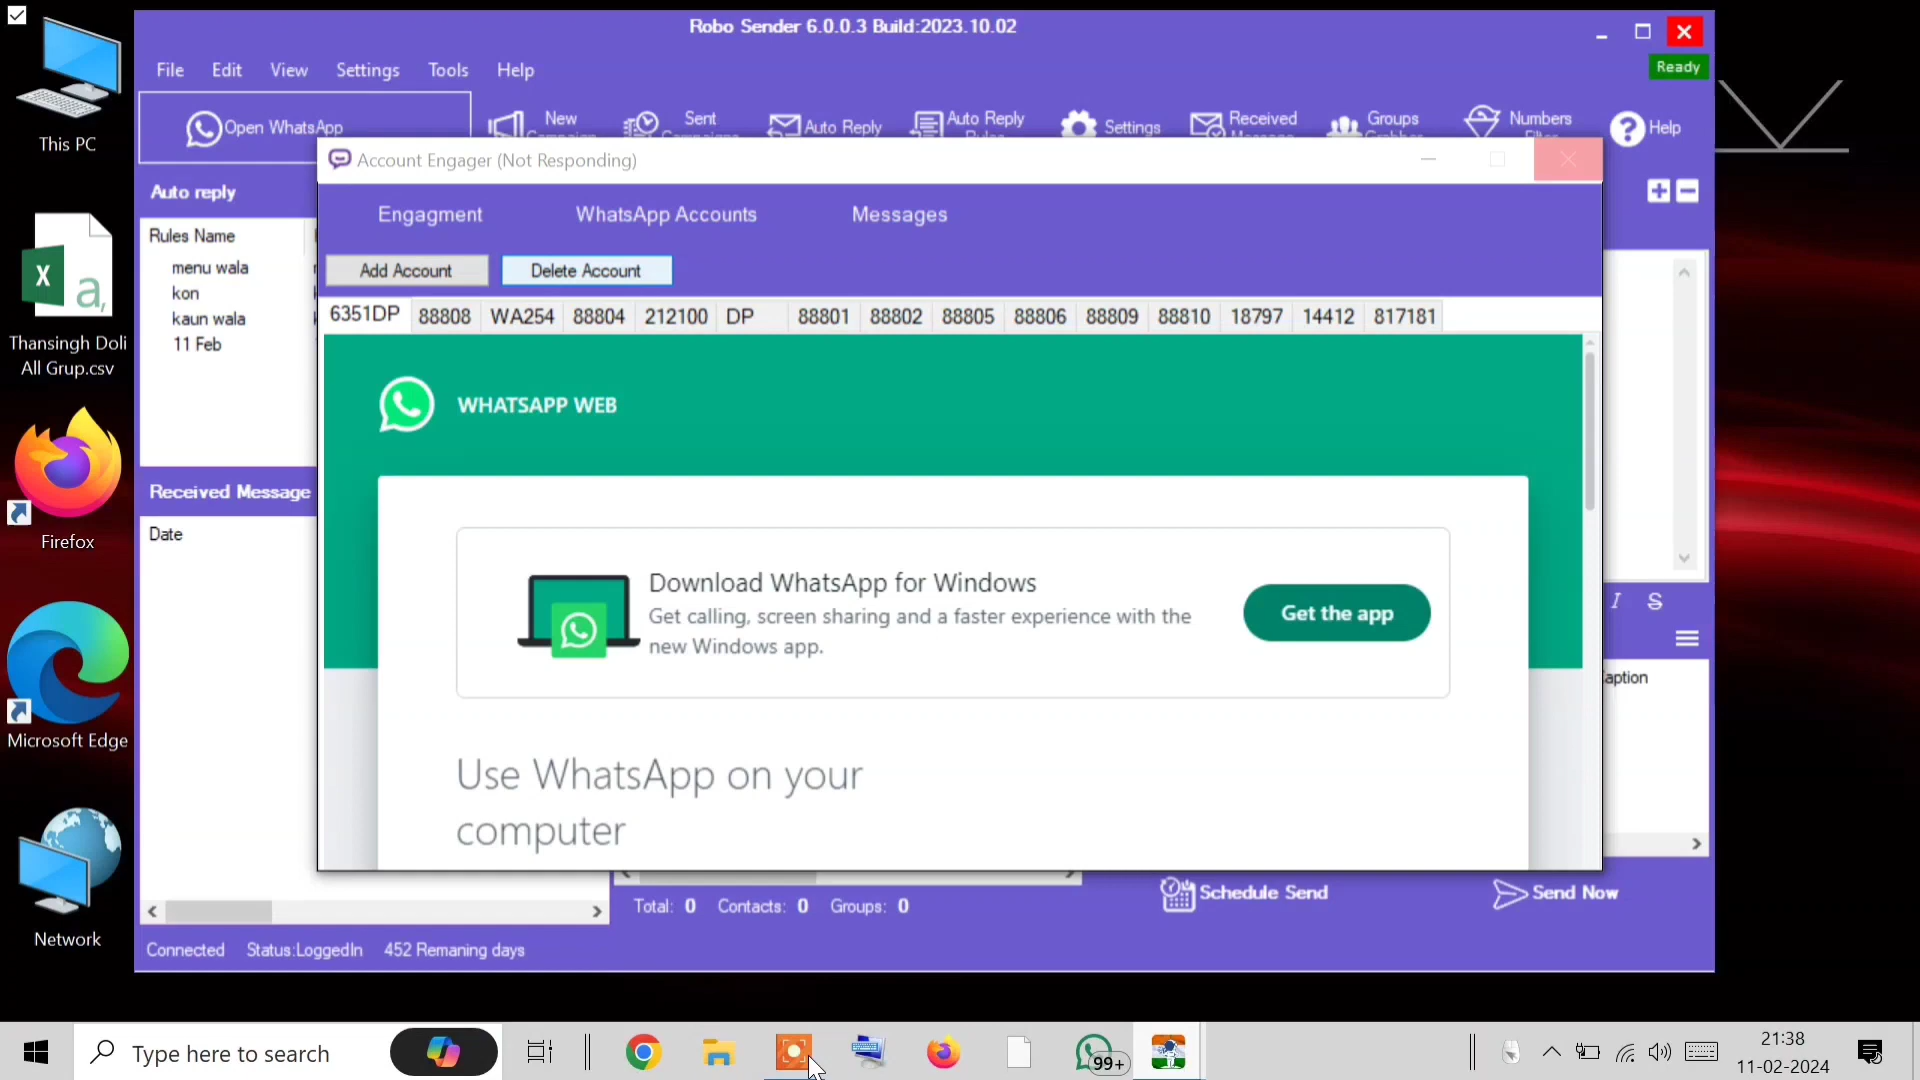 Robo Sender 6.0.0.3 Build:2023.10.02
File Edit View Settings Tools Help
Ready
This PC
Open WhatsApp
New
Campaign
Sent
Campaigns
Auto Reply
Auto Reply
Rules
Settings
Received
Message
Groups
Grabber
Numbers
Filter
Help
Account Engager (Not Responding)
Auto reply
Engagment WhatsApp Accounts Messages
Rules Name
menu wala
kon
kaun wala
11 Feb
Add Account Delete Account
6351DP 88808 WA254 88804 212100 DP 88801 88802 88805 88806 88809 88810 18797 14412 817181
X a,
Thansingh Doli
All Grup.csv
WHATSAPP WEB
Received Message
Date
Firefox
Download WhatsApp for Windows
Get calling, screen sharing and a faster experience with the
new Windows app.
Get the app
I S
aption
Use WhatsApp on your
computer
Microsoft Edge
Network
Total: 0 Contacts: 0 Groups: 0
Schedule Send
Send Now
Connected Status:LoggedIn 452 Remaning days
Type here to search
99+
21:38
11-02-2024